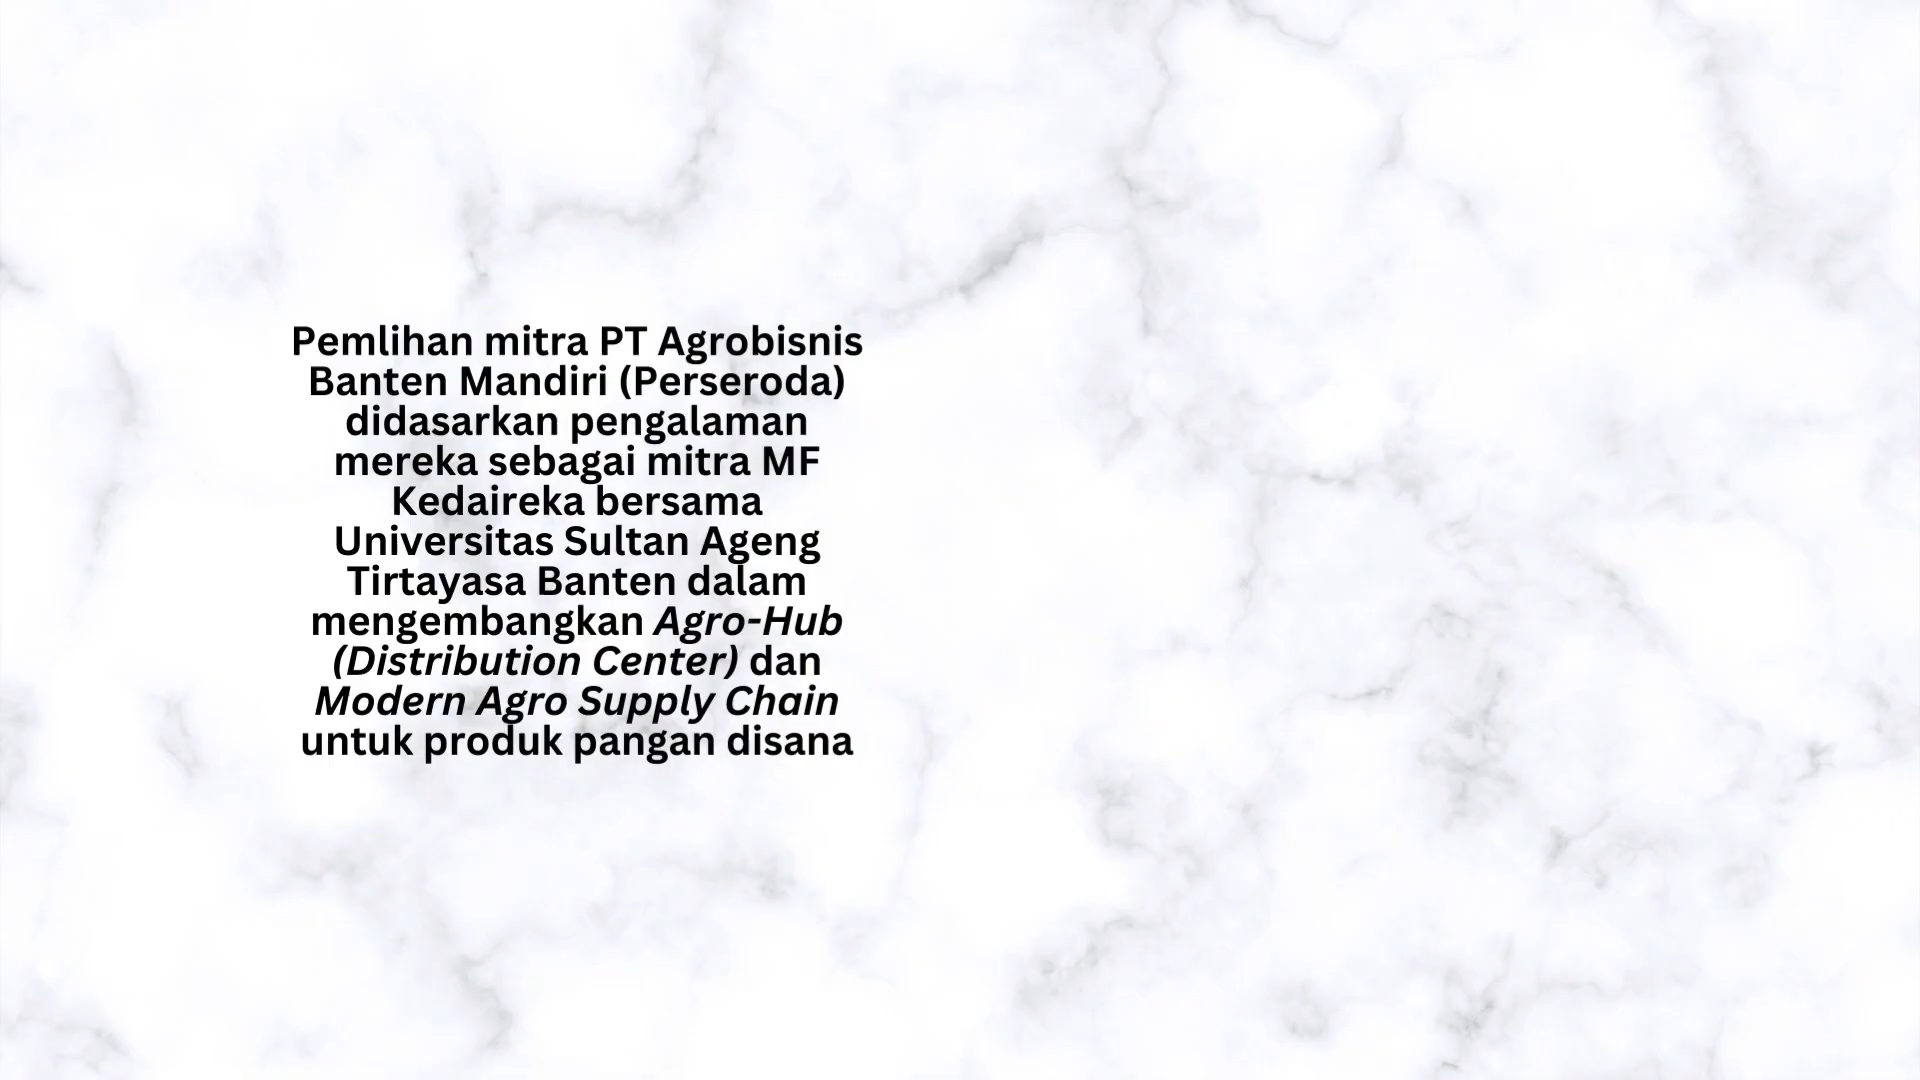 Pemlihan mitra PT Agrobisnis
Banten Mandiri (Perseroda)
didasarkan pengalaman
mereka sebagai mitra MF
Kedaireka bersama
Universitas Sultan Ageng
Tirtayasa Banten dalam
mengembangkan Agro-Hub
(Distribution Center) dan
Modern Agro Supply Chain
untuk produk pangan disana